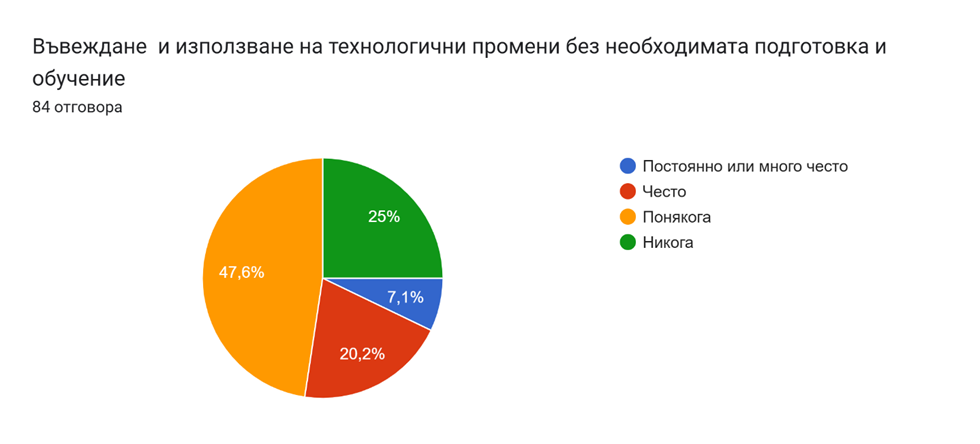 Въвеждане  и използване на технологични промени без необходимата подготовка и
обучение
84 отговора
25%
47,6%
7,1%
20,2%
Постоянно или много често
Често
Понякога
Никога